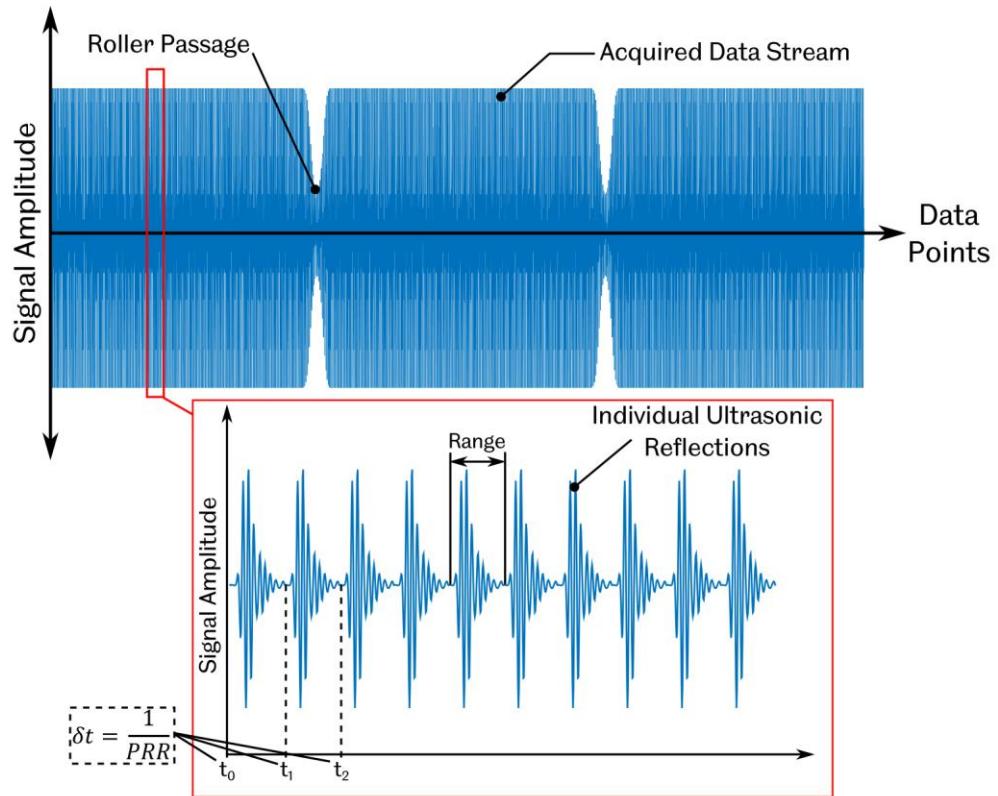 Roller Passage
Acquired Data Stream
Signal Amplitude
Data
Points
Individual Ultrasonic
Reflections
Range
Signal Amplitude
δt = 1/PRR
t₀
t₁
t₂